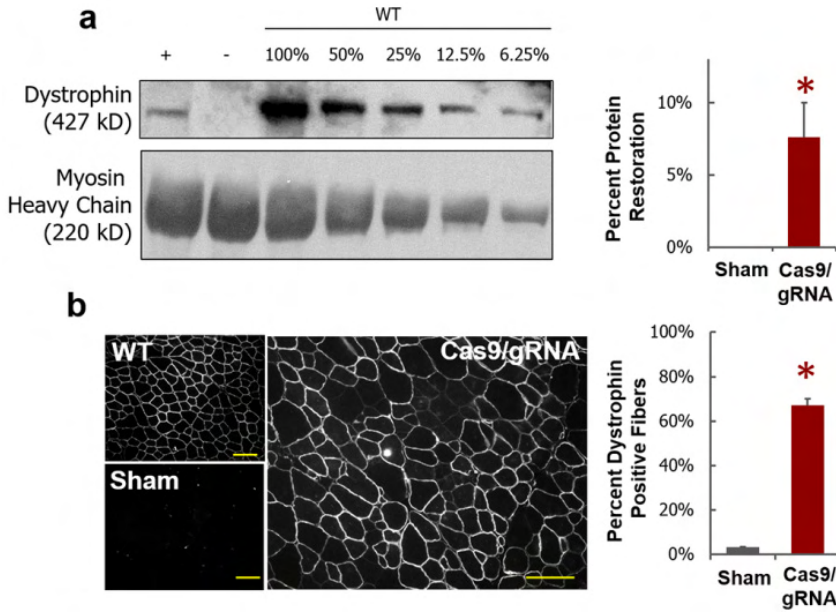 a
WT
+ - 100% 50% 25% 12.5% 6.25%
Dystrophin
(427 kD)
Myosin
Heavy Chain
(220 kD)
Percent Protein
Restoration
10%
5%
0%
*
Sham Cas9/
gRNA
b
WT
Sham
Cas9/gRNA
Percent Dystrophin
Positive Fibers
100%
80%
60%
40%
20%
0%
*
Sham Cas9/
gRNA